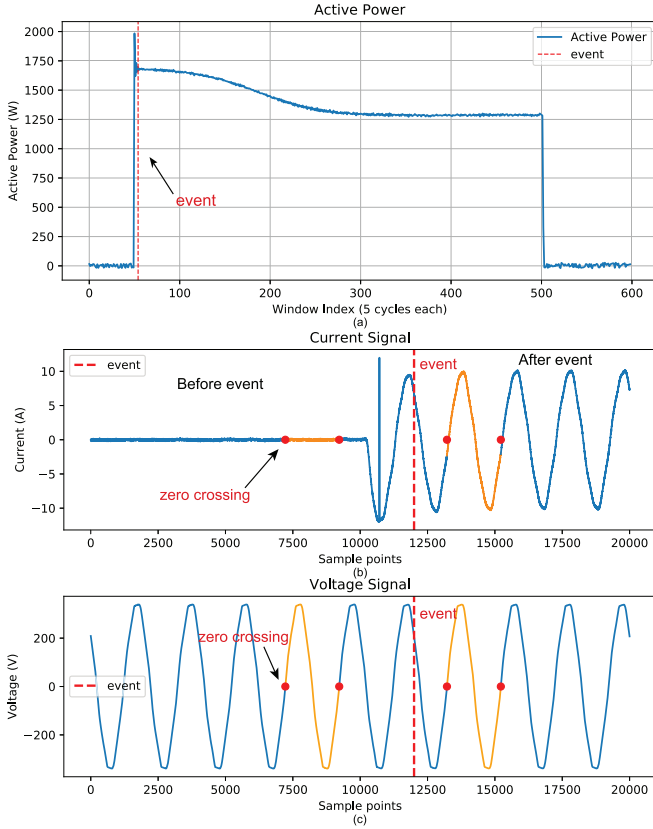 Active Power
2000
1750
1500
1250
1000
750
500
250
0
Active Power (W)
Active Power
event
event
0
100
200
300
400
500
600
Window Index (5 cycles each)
(a)
Current Signal
event
Before event
event
After event
10
5
0
−5
−10
Current (A)
zero crossing
0
2500
5000
7500
10000
12500
15000
17500
20000
Sample points
(b)
Voltage Signal
event
zero crossing
200
0
−200
Voltage (V)
event
0
2500
5000
7500
10000
12500
15000
17500
20000
Sample points
(c)